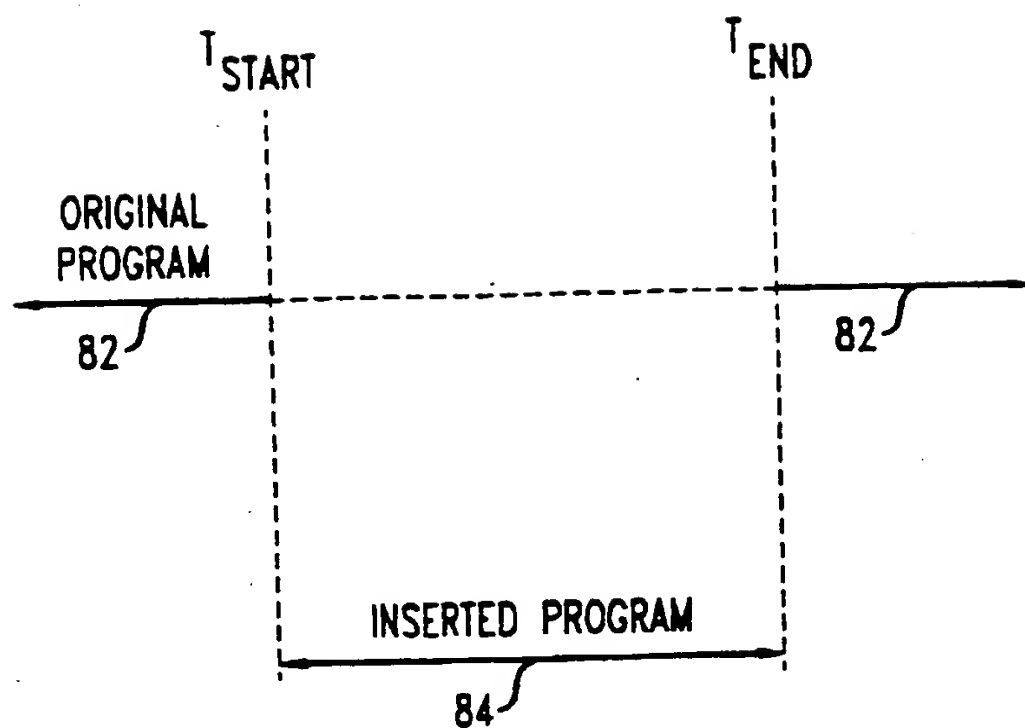 T START
T END
ORIGINAL
PROGRAM
82
82
INSERTED PROGRAM
84